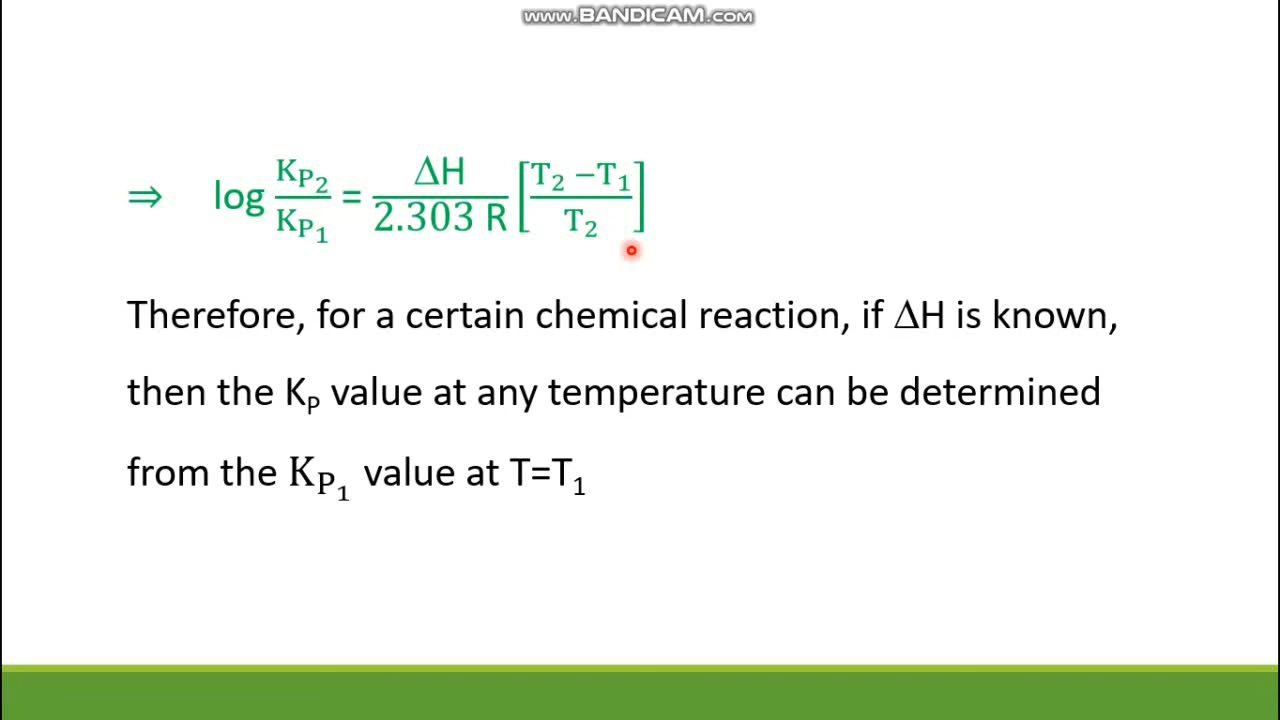 www.BANDICAM.com
⇒ log K_P₂/K_P₁ = ΔH/2.303 R [T₂ −T₁/T₂]
Therefore, for a certain chemical reaction, if ΔH is known,
then the K_P value at any temperature can be determined
from the K_P₁ value at T=T₁